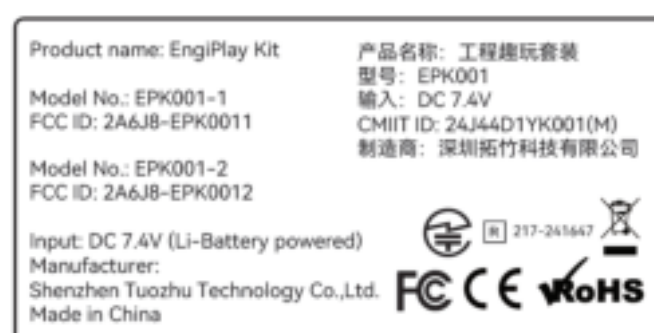 Product name: EngiPlay Kit
Model No.: EPK001-1
FCC ID: 2A6J8-EPK0011
Model No.: EPK001-2
FCC ID: 2A6J8-EPK0012
Input: DC 7.4V (Li-Battery powered)
Manufacturer:
Shenzhen Tuozhu Technology Co.,Ltd.
Made in China
产品名称：工程趣玩套装
型号：EPK001
输入：DC 7.4V
CMIIT ID: 24J44D1YK001(M)
制造商：深圳拓竹科技有限公司
R 217-241647
FC CE RoHS